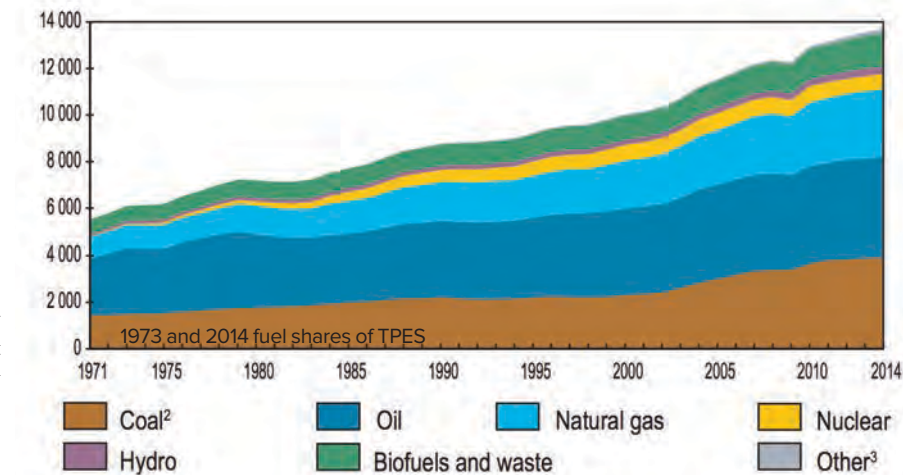 14 000
12 000
10 000
8 000
6 000
4 000
2 000
0
1973 and 2014 fuel shares of TPES
1971 1975 1980 1985 1990 1995 2000 2005 2010 2014
Coal² Oil Natural gas Nuclear
Hydro Biofuels and waste Other³